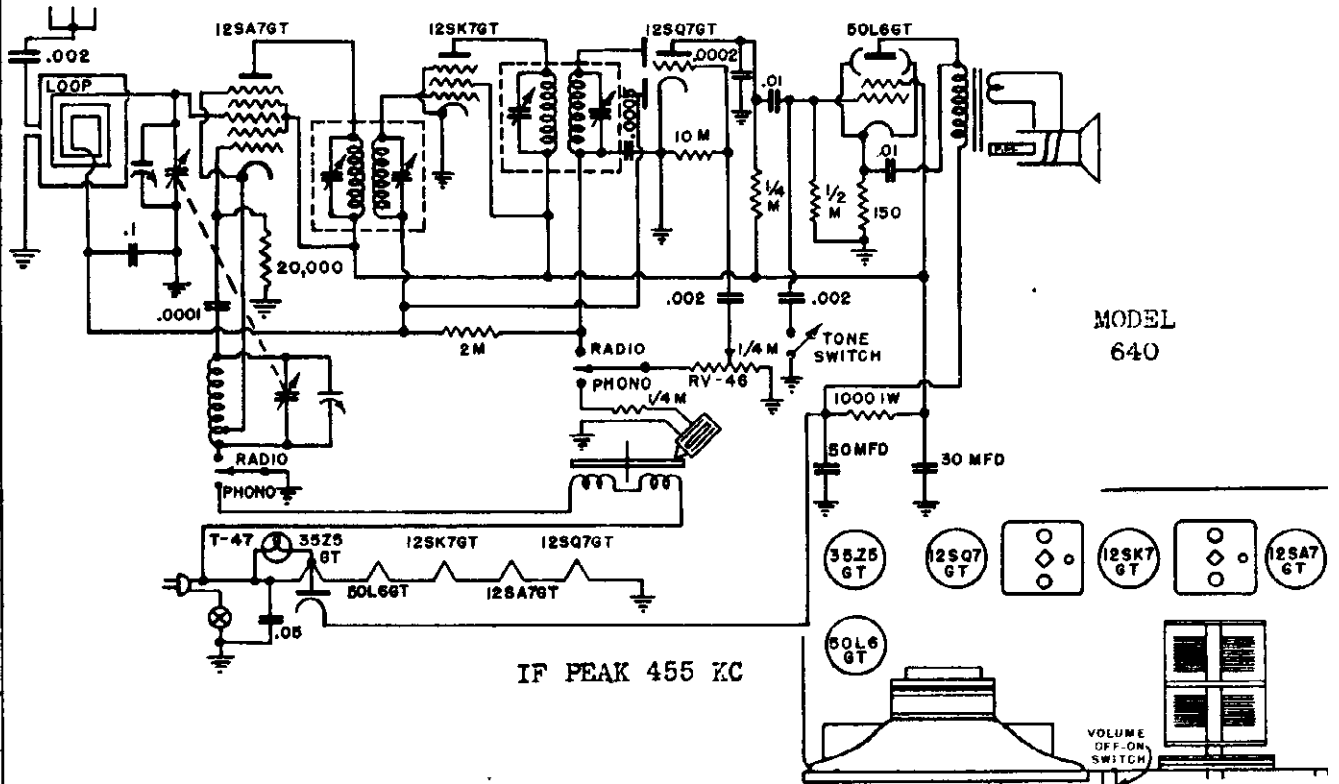 12SA7GT
12SK7GT
12SQ7GT
50L6GT
.002
LOOP
.0002
.01
.0005
10 M
.01
1/4 M
1/2 M
150
.1
20,000
.0001
.002
.002
2M
RADIO
PHONO
1/4 M
RV-46
TONE SWITCH
MODEL 640
1/4 M
1000 1W
50 MFD
30 MFD
RADIO
PHONO
T-47
35Z5 GT
12SK7GT
12SQ7GT
50L6GT
12SA7GT
.05
35Z5 GT
12SQ7 GT
12SK7 GT
12SA7 GT
50L6 GT
IF PEAK 455 KC
VOLUME OFF-ON SWITCH